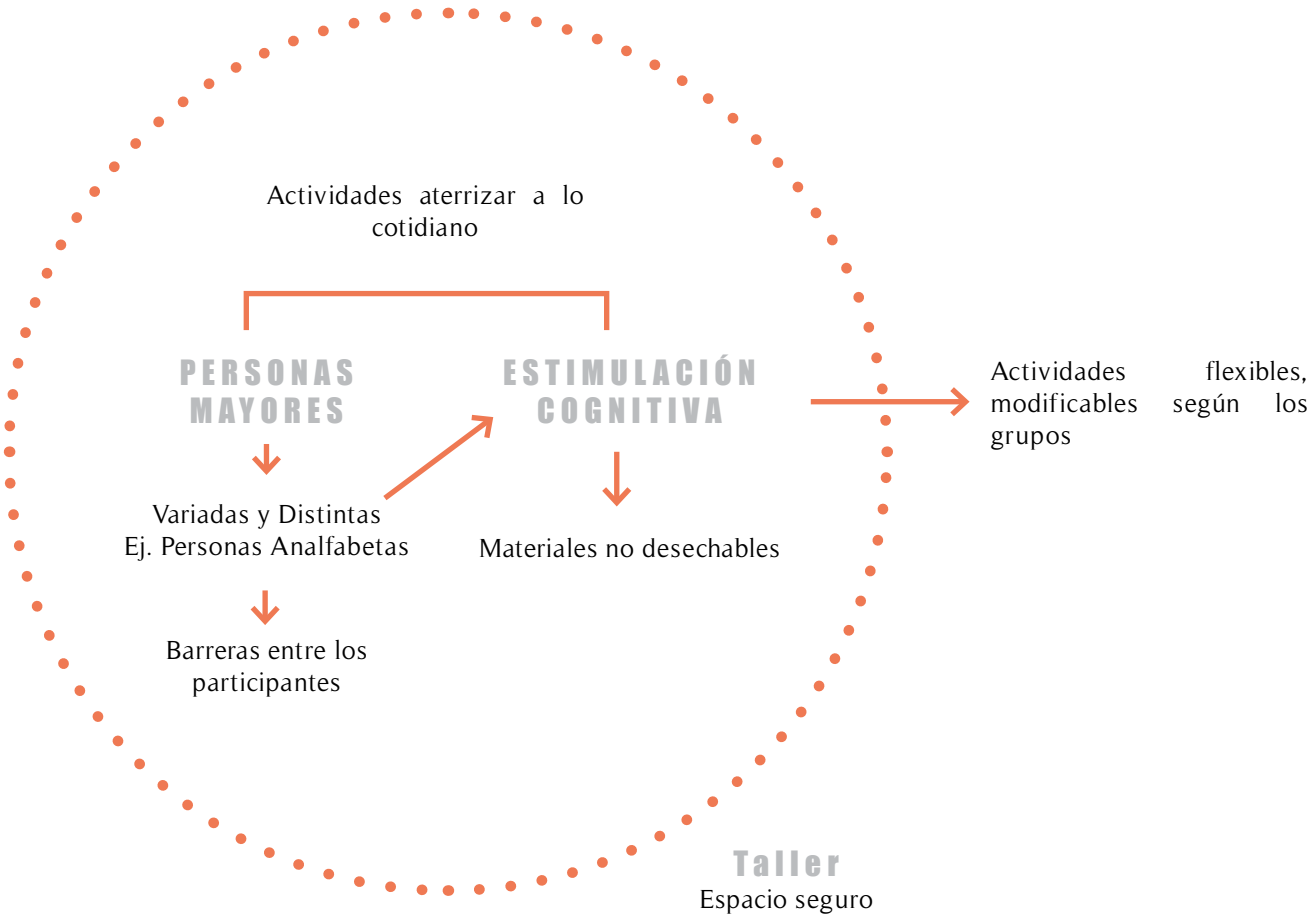 Actividades aterrizar a lo
cotidiano
PERSONAS
MAYORES
ESTIMULACIÓN
COGNITIVA
Actividades flexibles,
modificables según los
grupos
Variadas y Distintas
Ej. Personas Analfabetas
Materiales no desechables
Barreras entre los
participantes
Taller
Espacio seguro